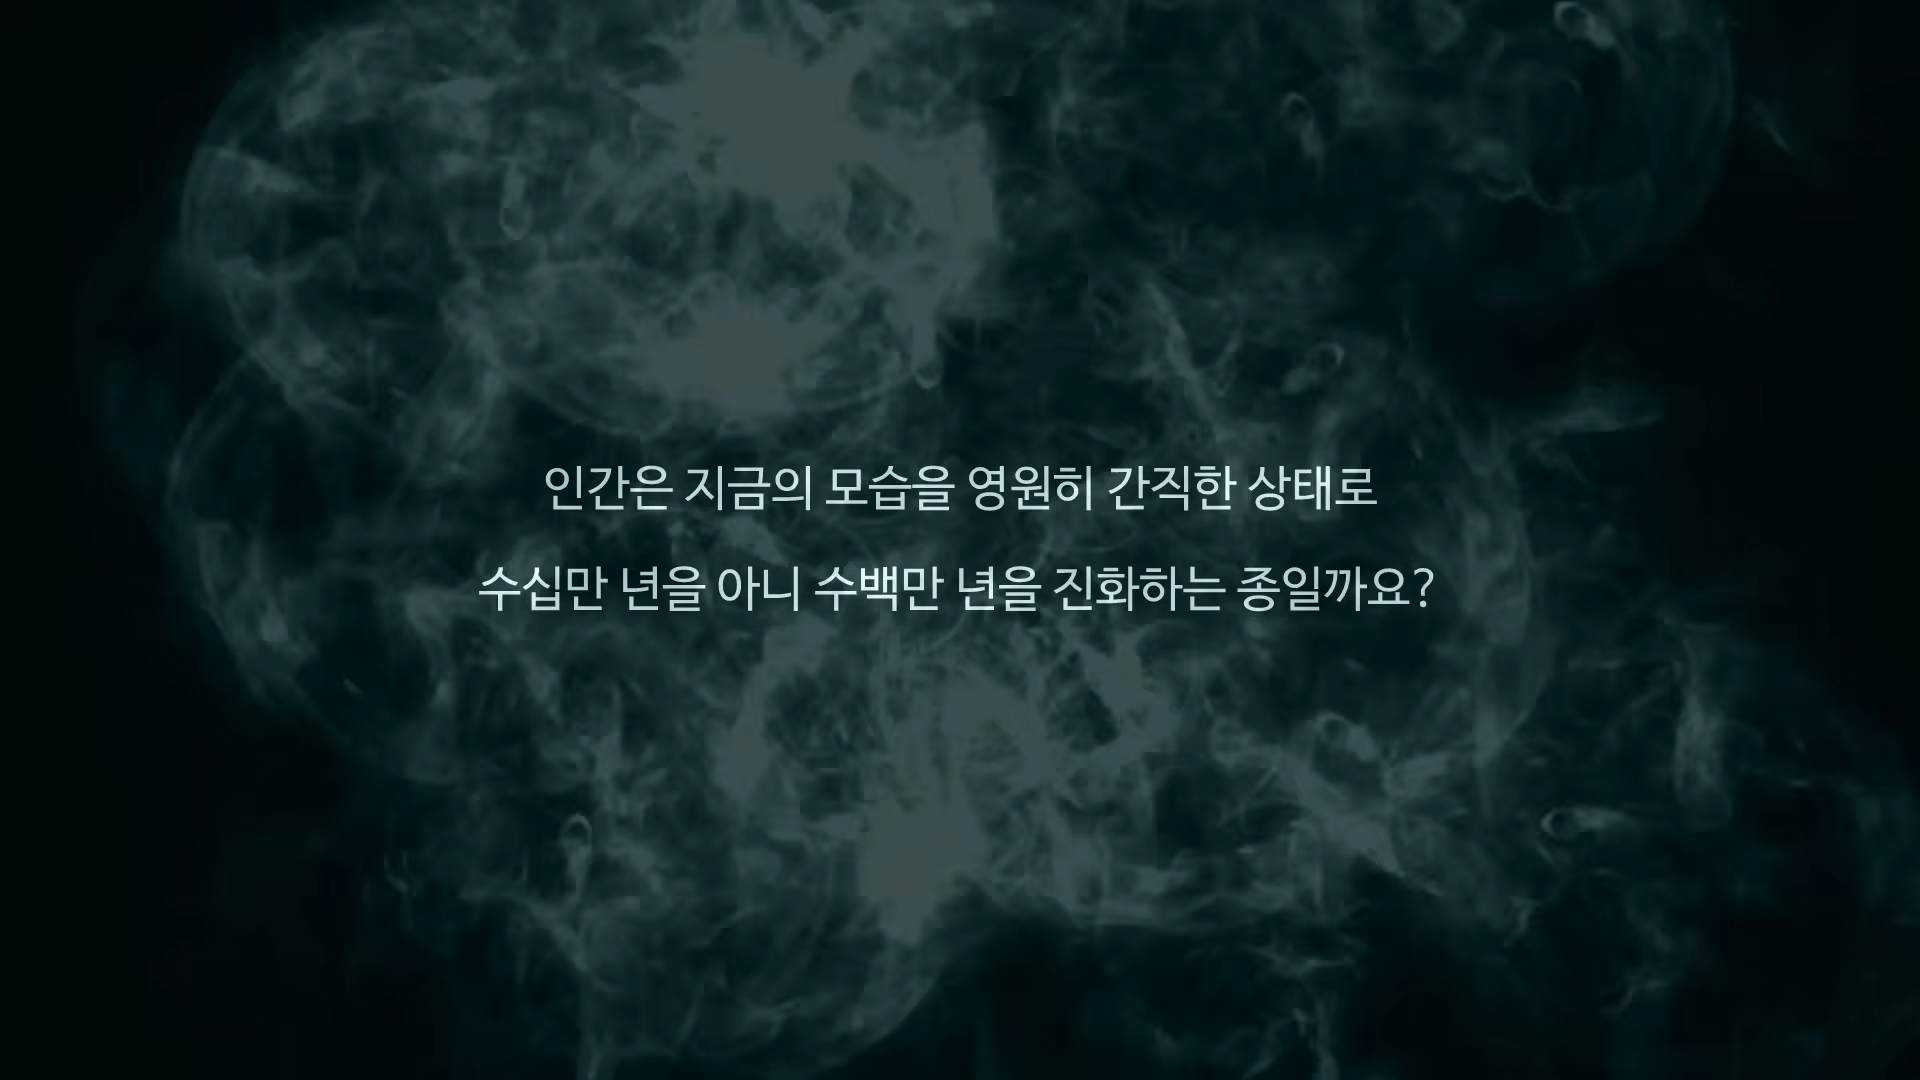 인간은 지금의 모습을 영원히 간직한 상태로
수십만 년을 아니 수백만 년을 진화하는 종일까요?